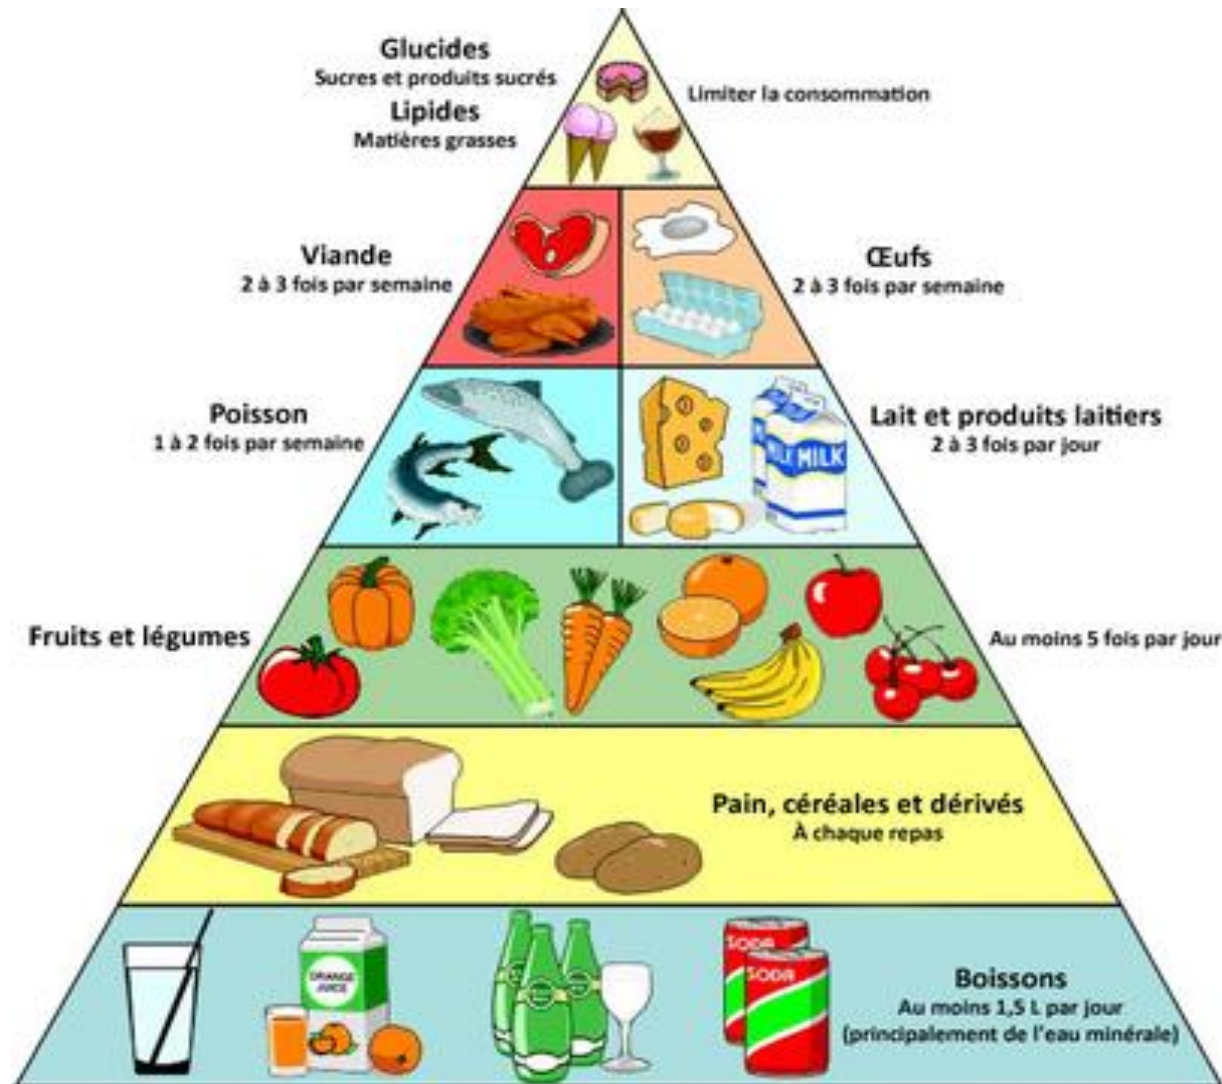 Glucides
Sucres et produits sucrés
Lipides
Matières grasses
Limiter la consommation
Viande
2 à 3 fois par semaine
Œufs
2 à 3 fois par semaine
Poisson
1 à 2 fois par semaine
Lait et produits laitiers
2 à 3 fois par jour
MILK
MILK
Fruits et légumes
Au moins 5 fois par jour
Pain, céréales et dérivés
À chaque repas
ORANGE
JUICE
SODA
SODA
Boissons
Au moins 1,5 L par jour
(principalement de l'eau minérale)